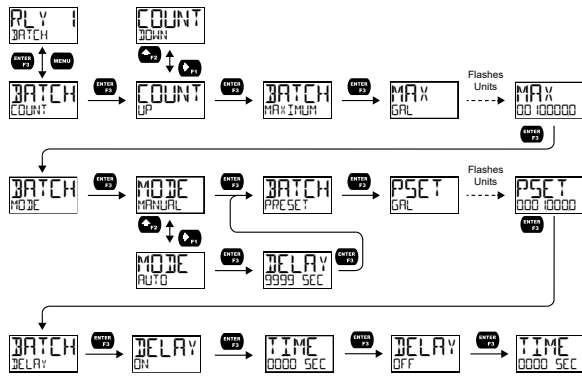 RLY 1
BATCH
COUNT
DOWN
ENTER
F3
MENU
F2
F1
BATCH
COUNT
ENTER
F3
COUNT
UP
ENTER
F3
BATCH
MAXIMUM
ENTER
F3
MAX
GAL
Flashes
Units
MAX
00100000
ENTER
F3
BATCH
MODE
ENTER
F3
MODE
MANUAL
ENTER
F3
BATCH
PRESET
ENTER
F3
PSET
GAL
Flashes
Units
PSET
00010000
ENTER
F3
F2
F1
MODE
AUTO
ENTER
F3
DELAY
9999 SEC
ENTER
F3
BATCH
DELAY
ENTER
F3
DELAY
ON
ENTER
F3
TIME
0000 SEC
ENTER
F3
DELAY
OFF
ENTER
F3
TIME
0000 SEC